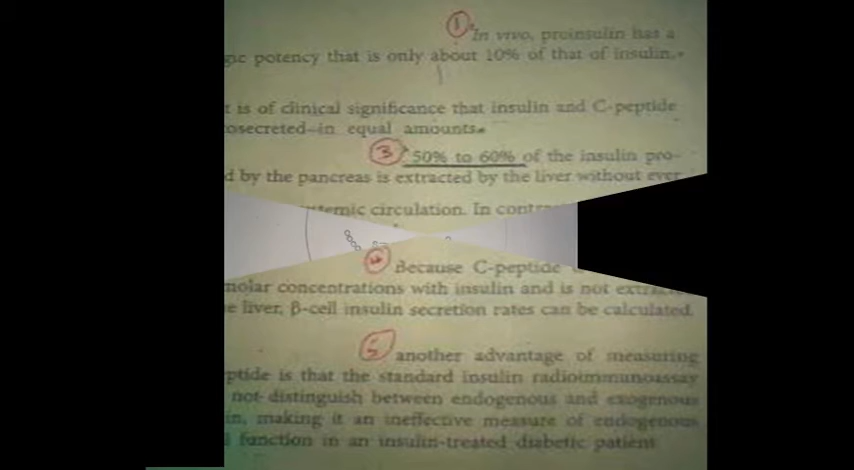 ① In vivo, proinsulin has a
gic potency that is only about 10% of that of insulin.
t is of clinical significance that insulin and C-peptide
osecreted in equal amounts.
③ 50% to 60% of the insulin pro-
d by the pancreas is extracted by the liver without ever
temic circulation. In contr
④ Because C-peptide
molar concentrations with insulin and is not
e liver, β-cell insulin secretion rates can be calculated.
⑤ another advantage of measuring
ptide is that the standard insulin radioimmunoassay
not distinguish between endogenous and exogenous
in, making it an ineffective measure of endogenous
l function in an insulin-treated diabetic patient